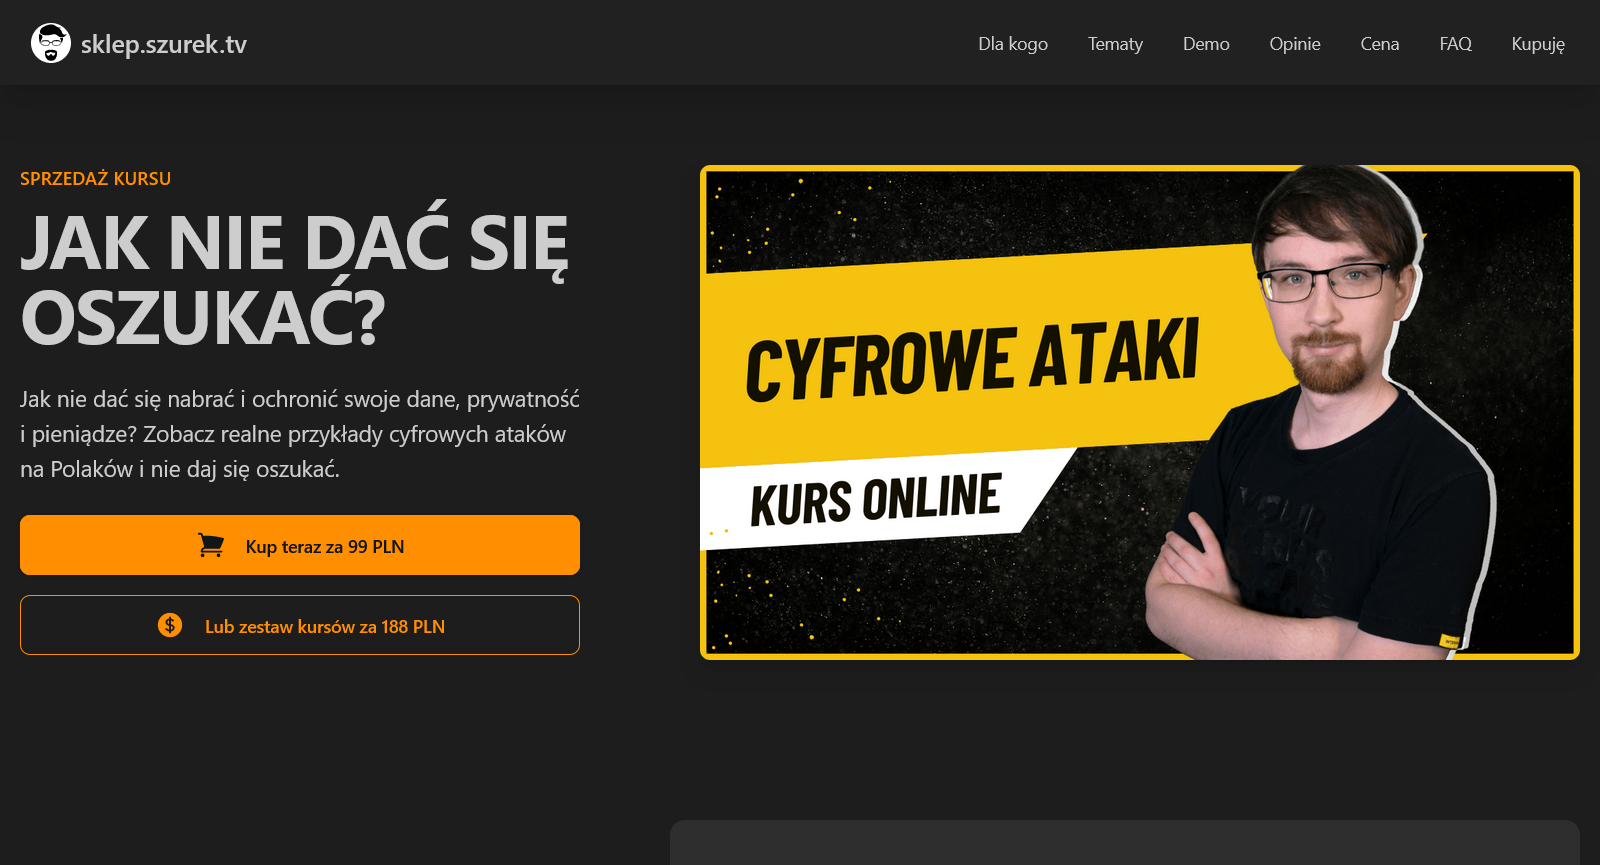 sklep.szurek.tv
Dla kogo
Tematy
Demo
Opinie
Cena
FAQ
Kupuję
SPRZEDAŻ KURSU
JAK NIE DAĆ SIĘ
OSZUKAĆ?
Jak nie dać się nabrać i ochronić swoje dane, prywatność
i pieniądze? Zobacz realne przykłady cyfrowych ataków
na Polaków i nie daj się oszukać.
Kup teraz za 99 PLN
Lub zestaw kursów za 188 PLN
CYFROWE ATAKI
KURS ONLINE